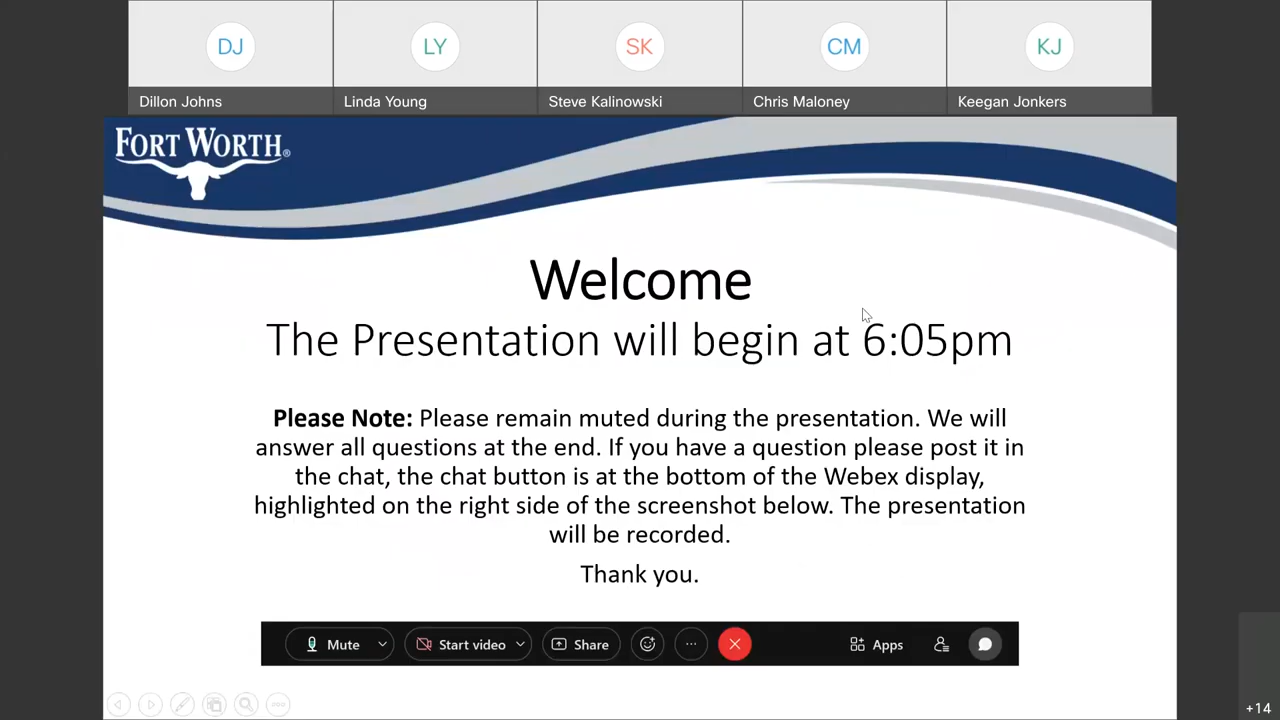 DJ
LY
SK
CM
KJ
Dillon Johns
Linda Young
Steve Kalinowski
Chris Maloney
Keegan Jonkers
FORT WORTH®
Welcome
The Presentation will begin at 6:05pm
Please Note: Please remain muted during the presentation. We will
answer all questions at the end. If you have a question please post it in
the chat, the chat button is at the bottom of the Webex display,
highlighted on the right side of the screenshot below. The presentation
will be recorded.
Thank you.
Mute
Start video
Share
Apps
+14